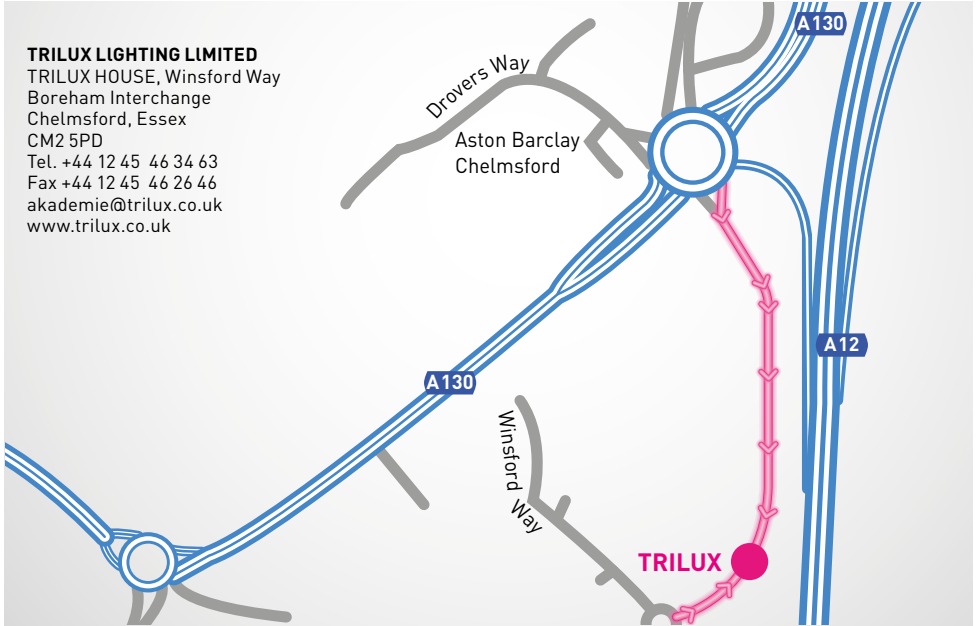 TRILUX LIGHTING LIMITED
TRILUX HOUSE, Winsford Way
Boreham Interchange
Chelmsford, Essex
CM2 5PD
Tel. +44 12 45 46 34 63
Fax +44 12 45 46 26 46
akademie@trilux.co.uk
www.trilux.co.uk
A130
Drovers Way
Aston Barclay
Chelmsford
A12
A130
Winsford Way
TRILUX